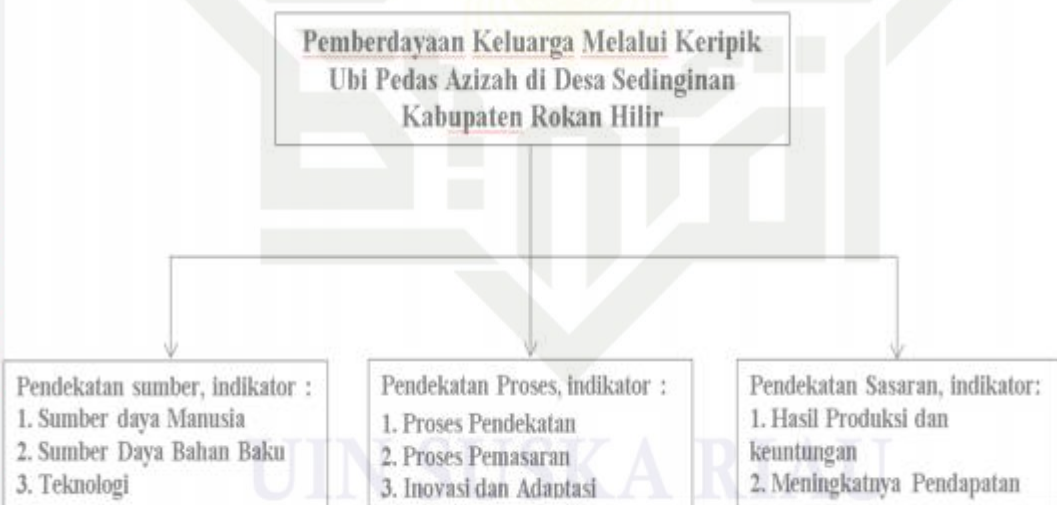 Pemberdayaan Keluarga Melalui Keripik
Ubi Pedas Azizah di Desa Sedinginan
Kabupaten Rokan Hilir
Pendekatan sumber, indikator :
1. Sumber daya Manusia
2. Sumber Daya Bahan Baku
3. Teknologi
Pendekatan Proses, indikator :
1. Proses Pendekatan
2. Proses Pemasaran
3. Inovasi dan Adaptasi
Pendekatan Sasaran, indikator:
1. Hasil Produksi dan
keuntungan
2. Meningkatnya Pendapatan
UIN SUSKA RIAU